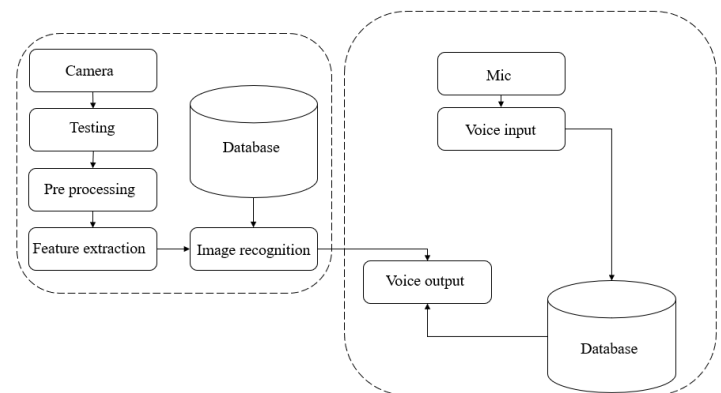 Camera
Testing
Pre processing
Feature extraction
Database
Image recognition
Mic
Voice input
Voice output
Database